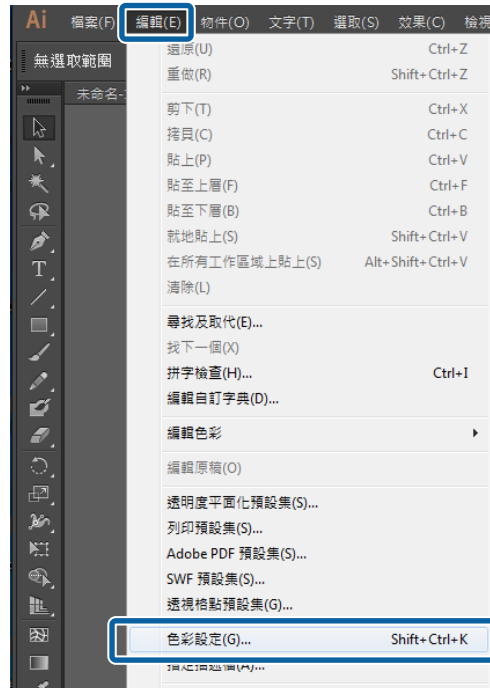 Ai 檔案(F) 編輯(E) 物件(O) 文字(T) 選取(S) 效果(C) 檢視
無選取範圍
未命名-
還原(U) Ctrl+Z
重做(R) Shift+Ctrl+Z
剪下(T) Ctrl+X
拷貝(C) Ctrl+C
貼上(P) Ctrl+V
貼至上層(F) Ctrl+F
貼至下層(B) Ctrl+B
就地貼上(S) Shift+Ctrl+V
在所有工作區域上貼上(S) Alt+Shift+Ctrl+V
清除(L)
尋找及取代(E)...
找下一個(X)
拼字檢查(H)... Ctrl+I
編輯自訂字典(D)...
編輯色彩
編輯原稿(O)
透明度平面化預設集(S)...
列印預設集(S)...
Adobe PDF 預設集(S)...
SWF 預設集(S)...
透視格點預設集(G)...
色彩設定(G)... Shift+Ctrl+K
指定描述檔(A)...